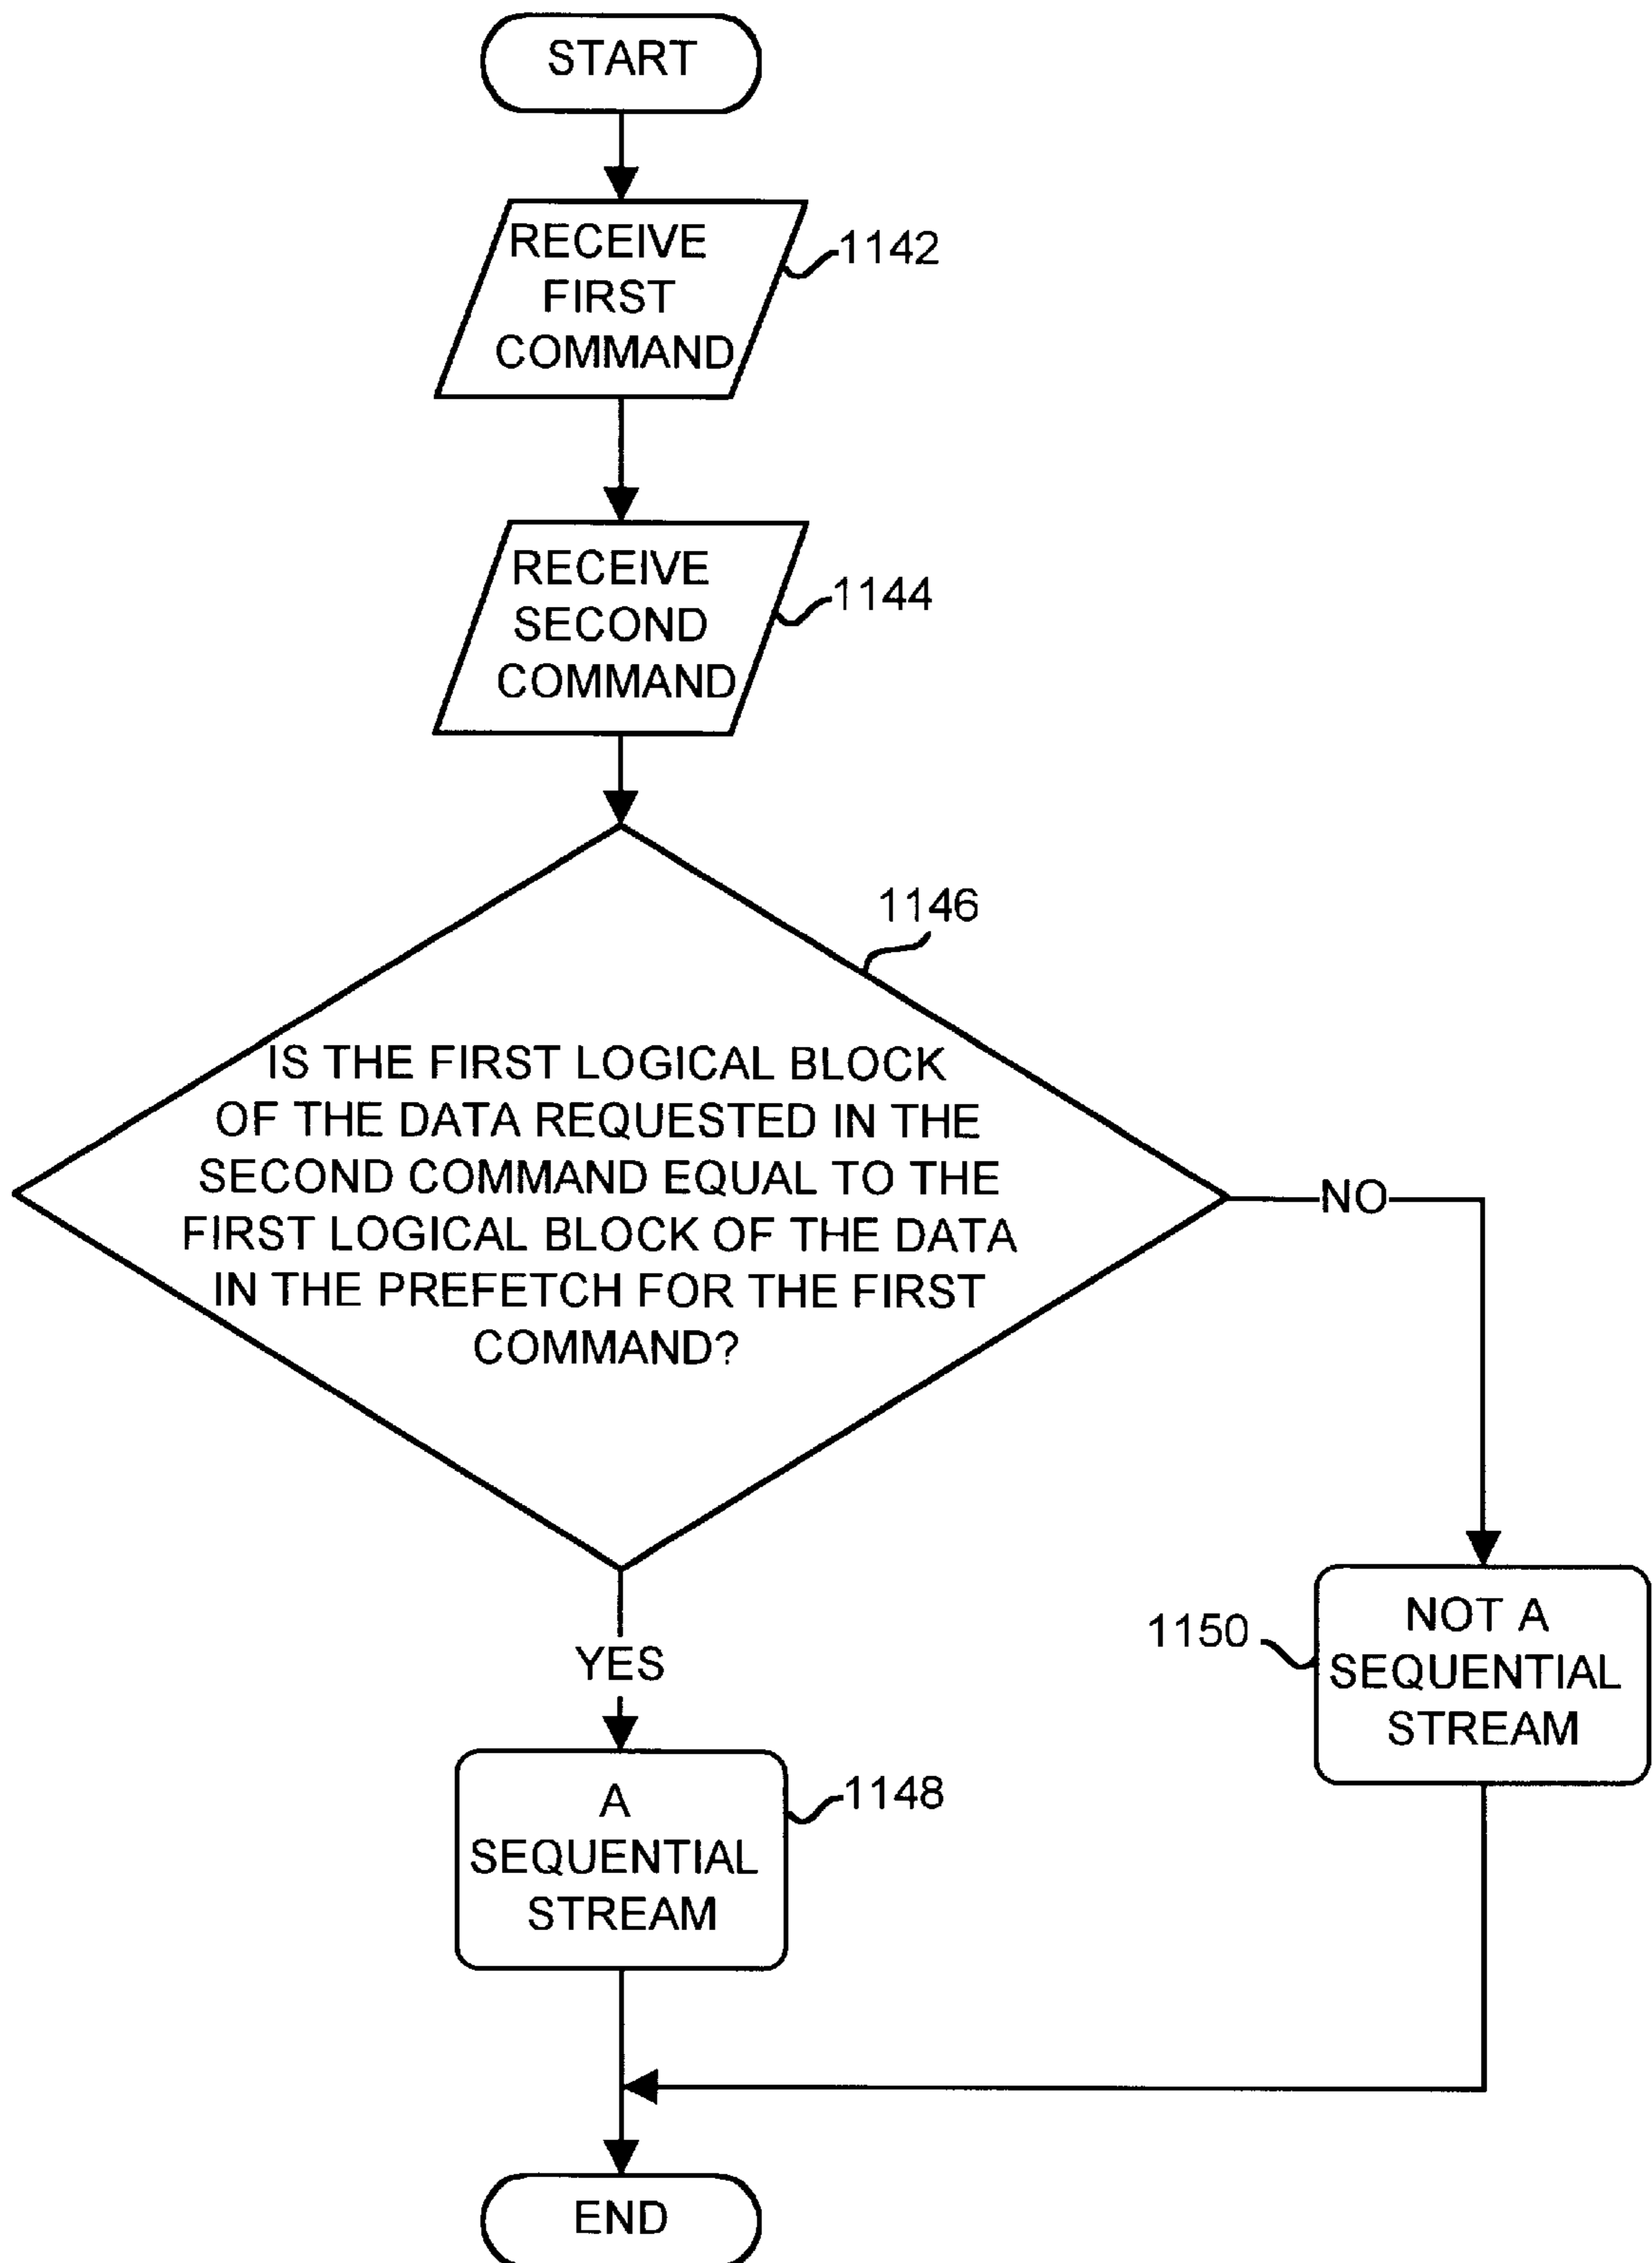 START
RECEIVE
FIRST
COMMAND
1142
RECEIVE
SECOND
COMMAND
1144
1146
IS THE FIRST LOGICAL BLOCK
OF THE DATA REQUESTED IN THE
SECOND COMMAND EQUAL TO THE
FIRST LOGICAL BLOCK OF THE DATA
IN THE PREFETCH FOR THE FIRST
COMMAND?
NO
YES
NOT A
SEQUENTIAL
STREAM
1150
A
SEQUENTIAL
STREAM
1148
END